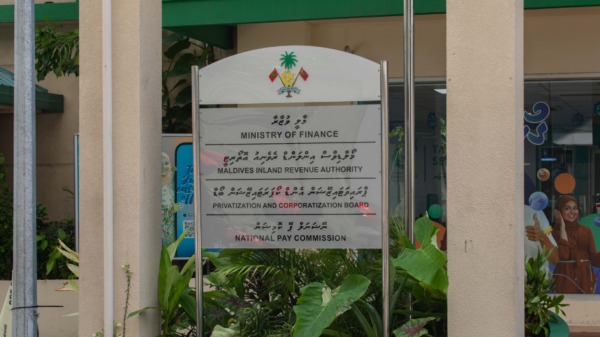 މާލީ ވުޒާރާ
MINISTRY OF FINANCE
މޯލްޑިވްސް އިންލަންޑް ރެވެނިއު އޮތޯރިޓީ
MALDIVES INLAND REVENUE AUTHORITY
ޕްރައިވަޓައިޒޭޝަން އެންޑް ކޯޕަރަޓައިޒޭޝަން ބޯޑު
PRIVATIZATION AND CORPORATIZATION BOARD
ނޭޝަނަލް ޕޭ ކޮމިޝަން
NATIONAL PAY COMMISSION